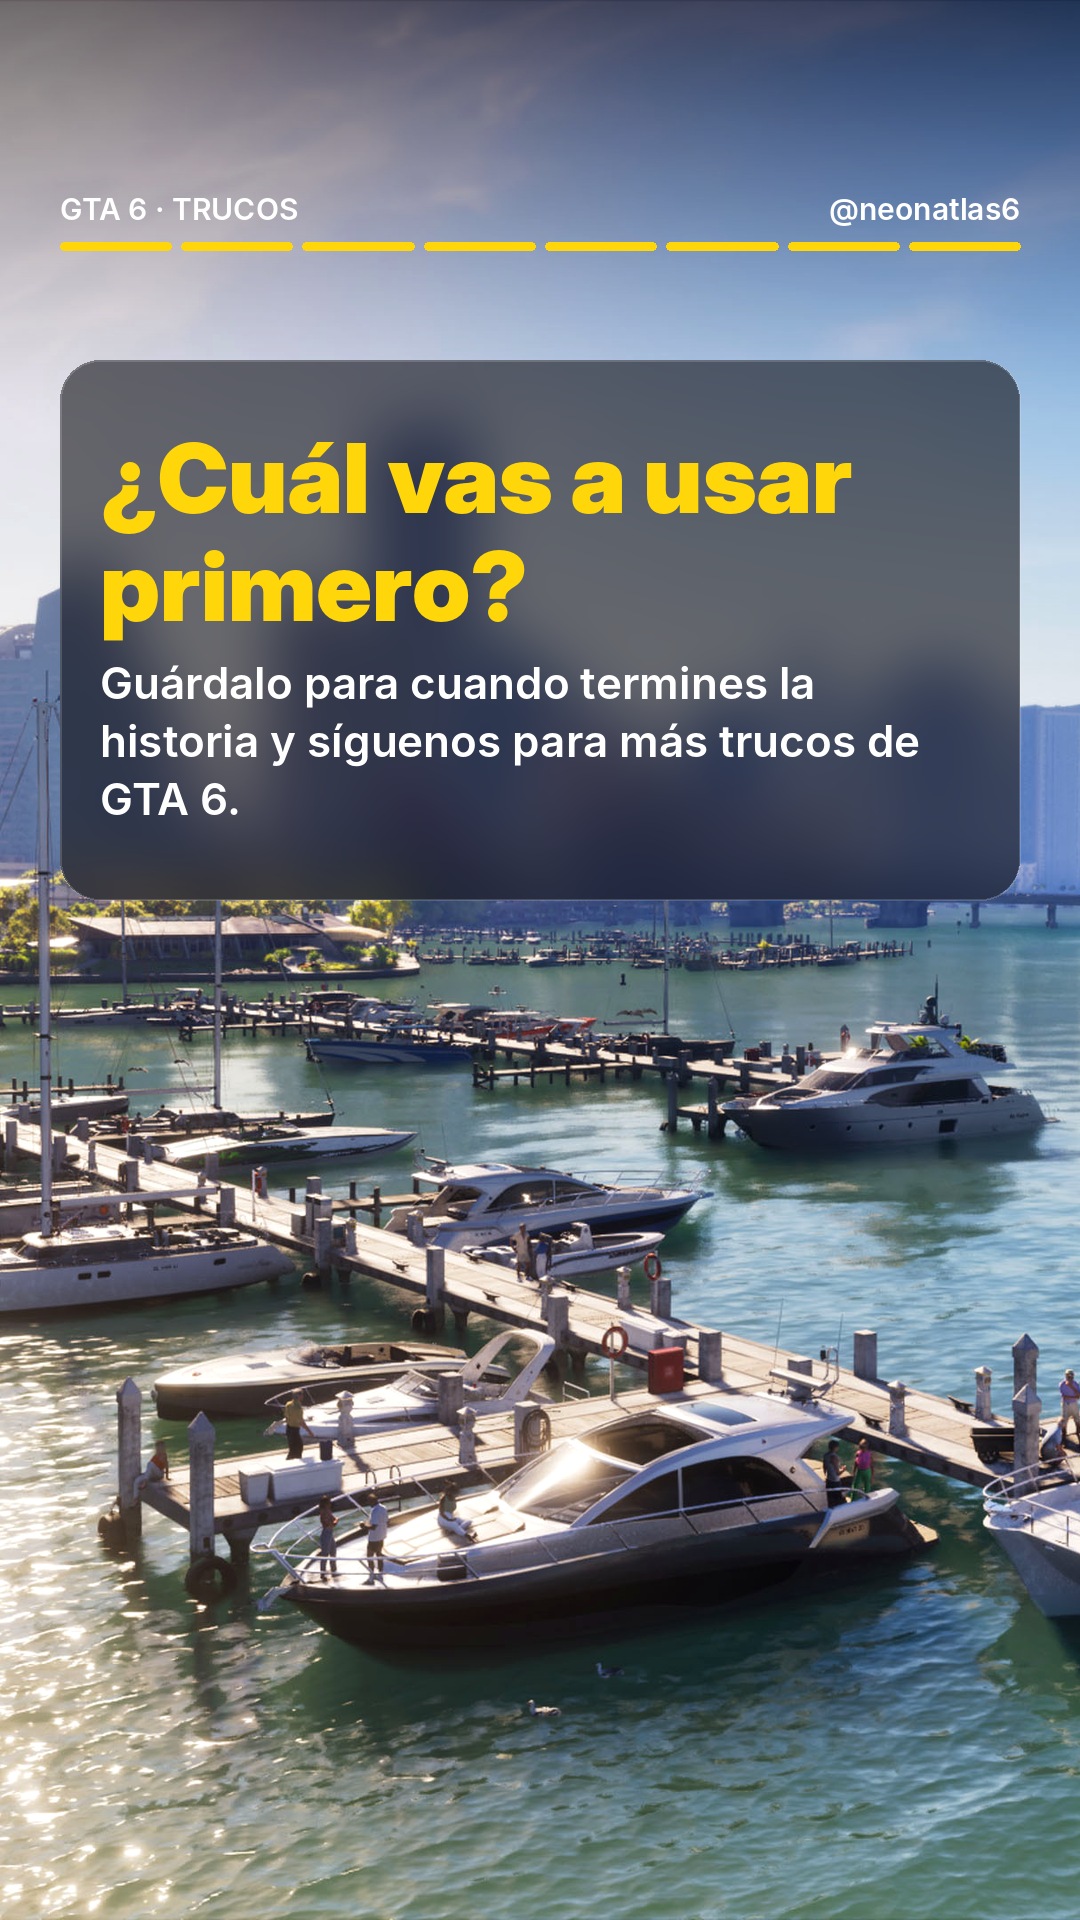 GTA 6 · TRUCOS
@neonatlas6
¿Cuál vas a usar
primero?
Guárdalo para cuando termines la
historia y síguenos para más trucos de
GTA 6.